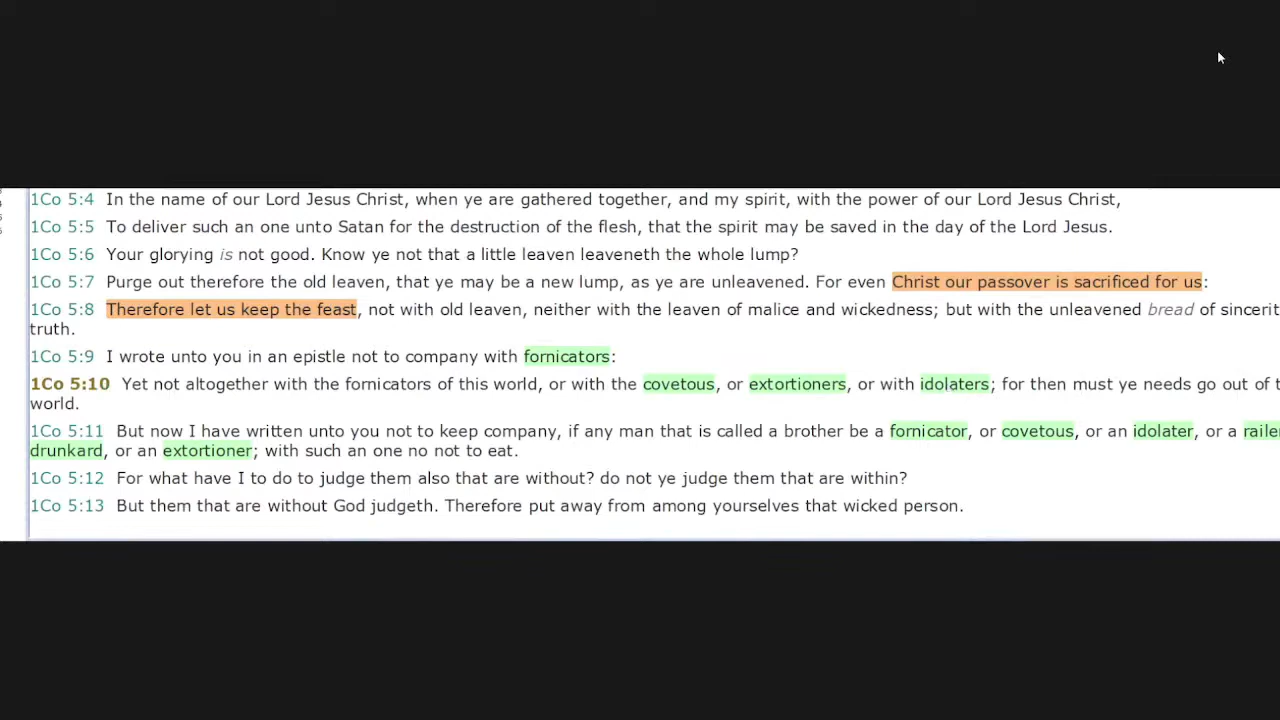 1Co 5:4 In the name of our Lord Jesus Christ, when ye are gathered together, and my spirit, with the power of our Lord Jesus Christ,
1Co 5:5 To deliver such an one unto Satan for the destruction of the flesh, that the spirit may be saved in the day of the Lord Jesus.
1Co 5:6 Your glorying is not good. Know ye not that a little leaven leaveneth the whole lump?
1Co 5:7 Purge out therefore the old leaven, that ye may be a new lump, as ye are unleavened. For even Christ our passover is sacrificed for us:
1Co 5:8 Therefore let us keep the feast, not with old leaven, neither with the leaven of malice and wickedness; but with the unleavened bread of
truth.
1Co 5:9 I wrote unto you in an epistle not to company with fornicators:
1Co 5:10 Yet not altogether with the fornicators of this world, or with the covetous, or extortioners, or with idolaters; for then must ye needs go out of
world.
1Co 5:11 But now I have written unto you not to keep company, if any man that is called a brother be a fornicator, or covetous, or an idolater, or a
drunkard, or an extortioner; with such an one no not to eat.
1Co 5:12 For what have I to do to judge them also that are without? do not ye judge them that are within?
1Co 5:13 But them that are without God judgeth. Therefore put away from among yourselves that wicked person.